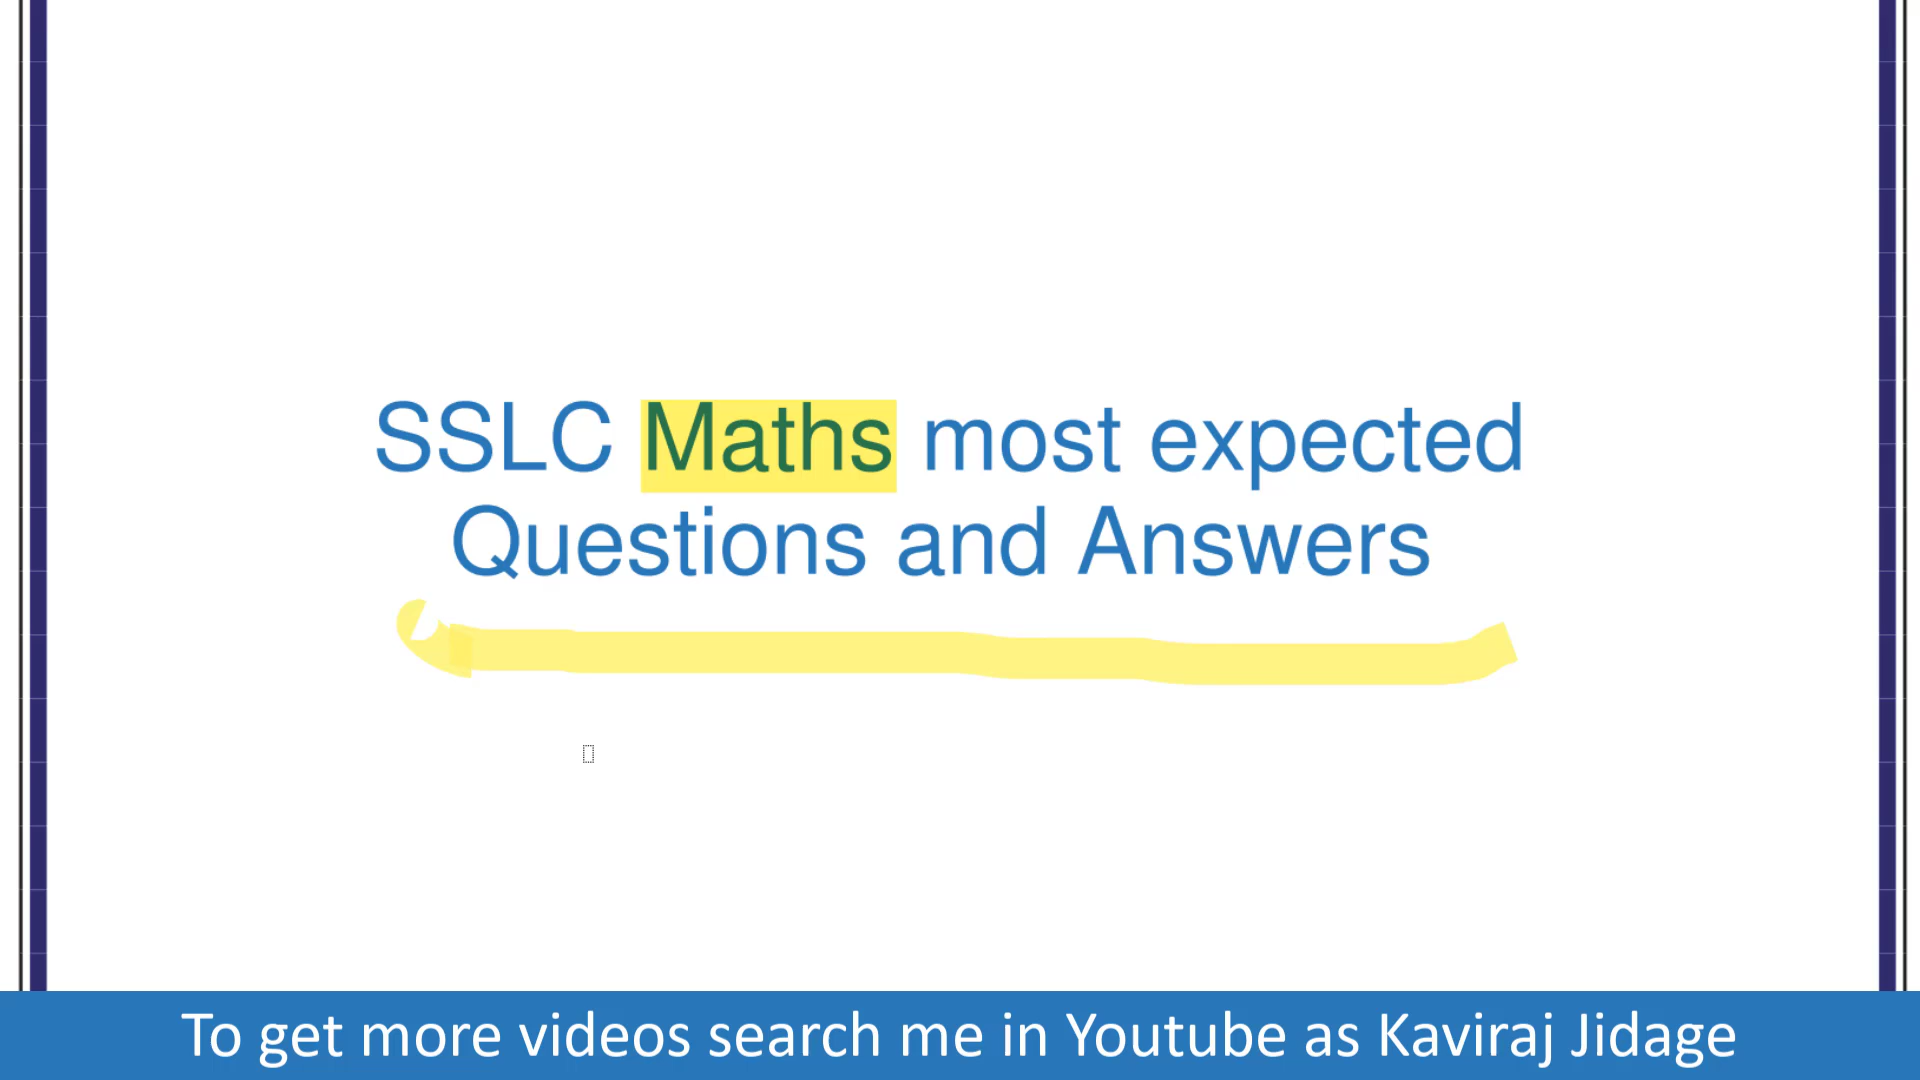 SSLC Maths most expected
Questions and Answers
To get more videos search me in Youtube as Kaviraj Jidage